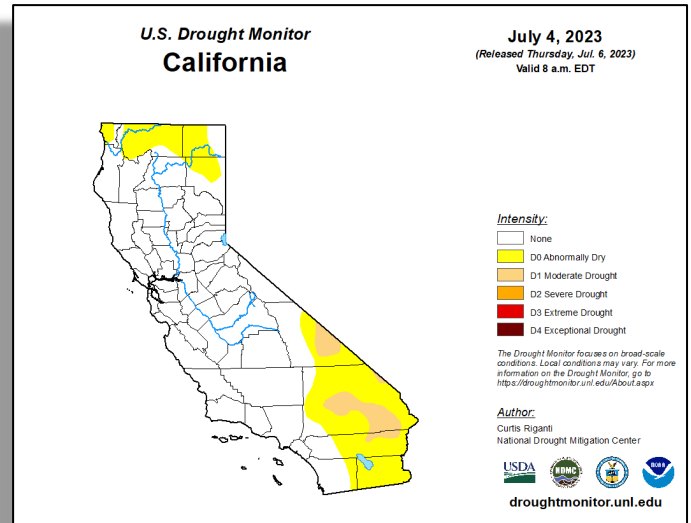 U.S. Drought Monitor
California
July 4, 2023
(Released Thursday, Jul. 6, 2023)
Valid 8 a.m. EDT
Intensity:
None
D0 Abnormally Dry
D1 Moderate Drought
D2 Severe Drought
D3 Extreme Drought
D4 Exceptional Drought
The Drought Monitor focuses on broad-scale
conditions. Local conditions may vary. For more
information on the Drought Monitor, go to
https://droughtmonitor.unl.edu/About.aspx
Author:
Curtis Riganti
National Drought Mitigation Center
USDA
NDMC
NOAA
droughtmonitor.unl.edu